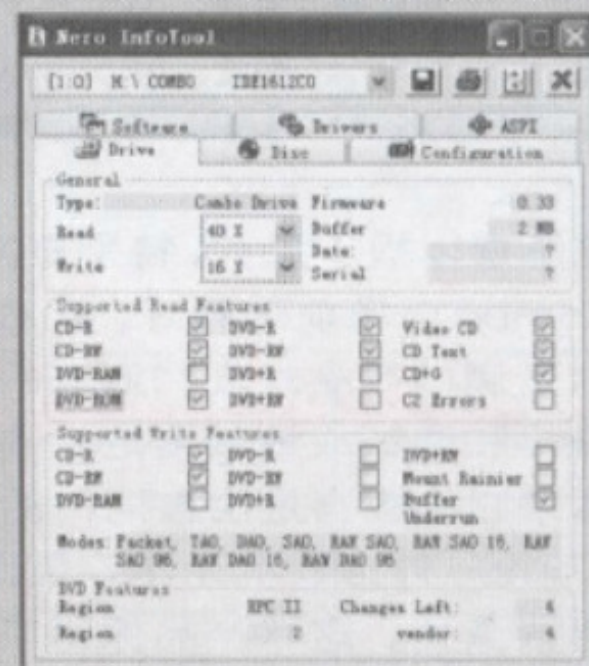 Nero InfoTool
[1:0] M:\ COMBO IDE1612CO
Software Drivers ASPI
Drive Disc Configuration
General
Type: Combo Drive Firmware 0.33
Read 40 X Buffer 2 MB
Date: ?
Write 16 X Serial ?
Supported Read Features
CD-R DVD-R Video CD
CD-RW DVD-RW CD Text
DVD-RAM DVD+R CD+G
DVD-ROM DVD+RW C2 Errors
Supported Write Features
CD-R DVD-R DVD+RW
CD-RW DVD-RW Mount Rainier
DVD-RAM DVD+R Buffer
Underrun
Modes: Packet, TAO, DAO, SAO, RAW SAO, RAW SAO 16, RAW
SAO 96, RAW DAO 16, RAW DAO 96
DVD Features
Region RPC II Changes Left: 4
Region 2 vendor: 4